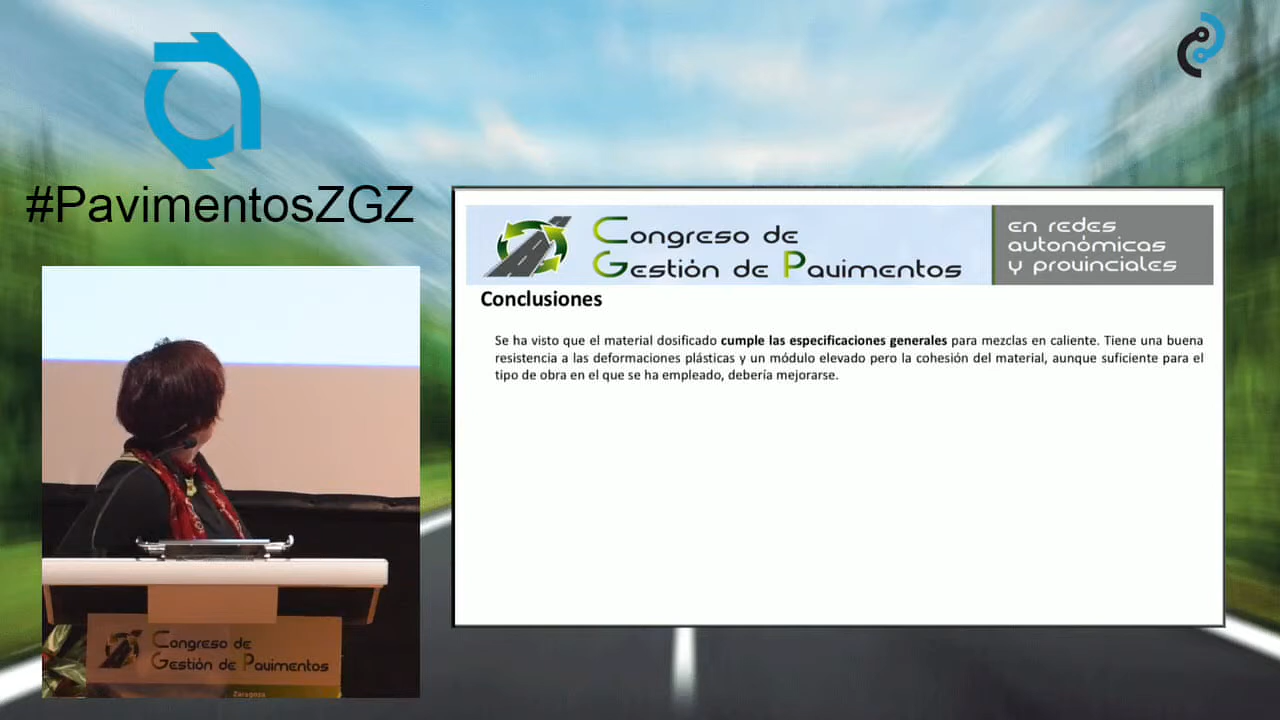 #PavimentosZGZ
Congreso de
Gestión de Pavimentos
en redes
autonómicas
y provinciales
Conclusiones
Se ha visto que el material dosificado cumple las especificaciones generales para mezclas en caliente. Tiene una buena
resistencia a las deformaciones plásticas y un módulo elevado pero la cohesión del material, aunque suficiente para el
tipo de obra en el que se ha empleado, debería mejorarse.
Congreso de
Gestión de Pavimentos
Zaragoza